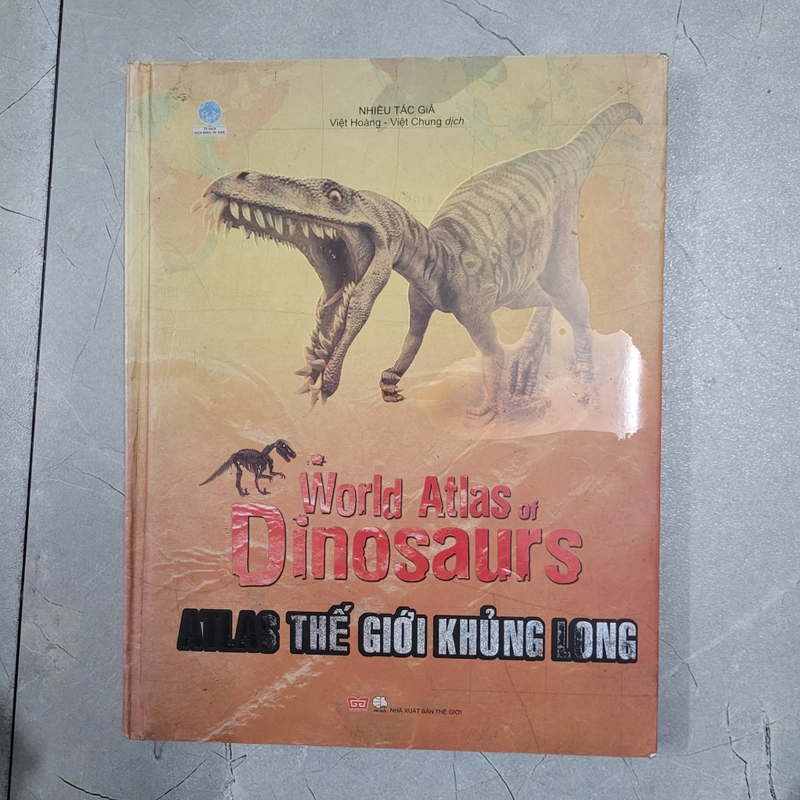 NHIỀU TÁC GIẢ
Việt Hoàng - Việt Chung dịch
World Atlas of
Dinosaurs
ATLAS THẾ GIỚI KHỦNG LONG
NHÀ XUẤT BẢN THẾ GIỚI